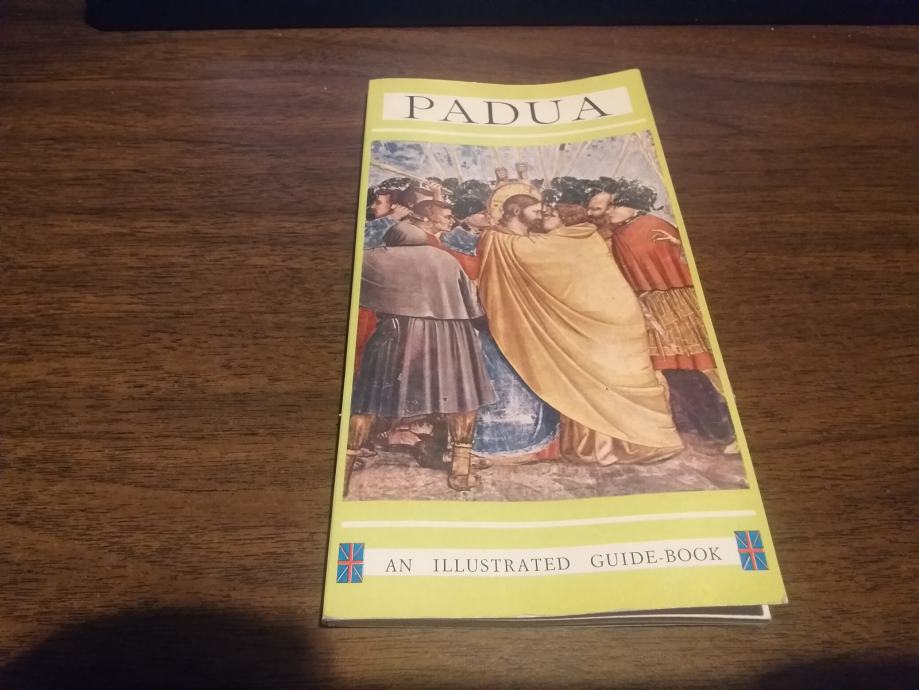 PADUA
AN ILLUSTRATED GUIDE-BOOK